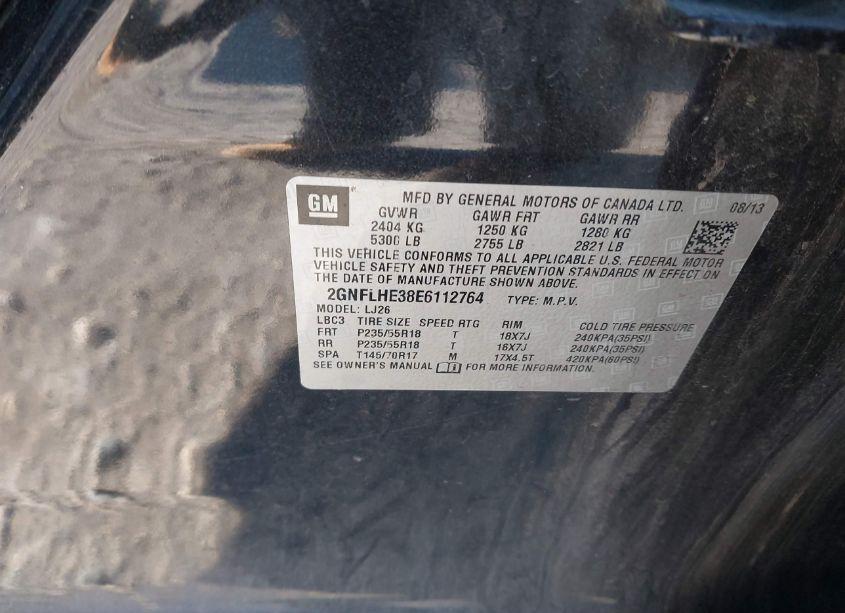 GM
MFD BY GENERAL MOTORS OF CANADA LTD. 08/13
GVWR GAWR FRT GAWR RR
2404 KG 1250 KG 1280 KG
5300 LB 2755 LB 2821 LB
THIS VEHICLE CONFORMS TO ALL APPLICABLE U.S. FEDERAL MOTOR
VEHICLE SAFETY AND THEFT PREVENTION STANDARDS IN EFFECT ON
THE DATE OF MANUFACTURE SHOWN ABOVE.
2GNFLHE38E6112764 TYPE: M.P.V.
MODEL: LJ26
LBC3 TIRE SIZE SPEED RTG RIM COLD TIRE PRESSURE
FRT P235/55R18 T 18X7J 240KPA(35PSI)
RR P235/55R18 T 18X7J 240KPA(35PSI)
SPA T145/70R17 M 17X4.5T 420KPA(60PSI)
SEE OWNER'S MANUAL FOR MORE INFORMATION.